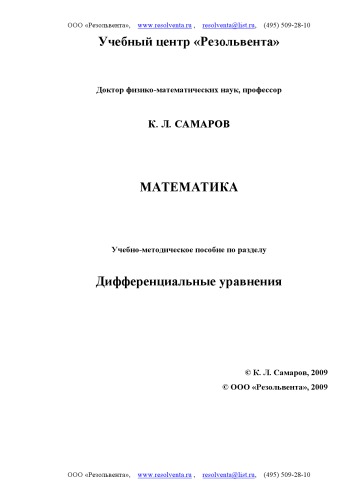 ООО «Резольвента», www.resolventa.ru , resolventa@list.ru, (495) 509-28-10
Учебный центр «Резольвента»
Доктор физико-математических наук, профессор
К. Л. САМАРОВ
МАТЕМАТИКА
Учебно-методическое пособие по разделу
Дифференциальные уравнения
© К. Л. Самаров, 2009
© ООО «Резольвента», 2009
ООО «Резольвента», www.resolventa.ru , resolventa@list.ru, (495) 509-28-10